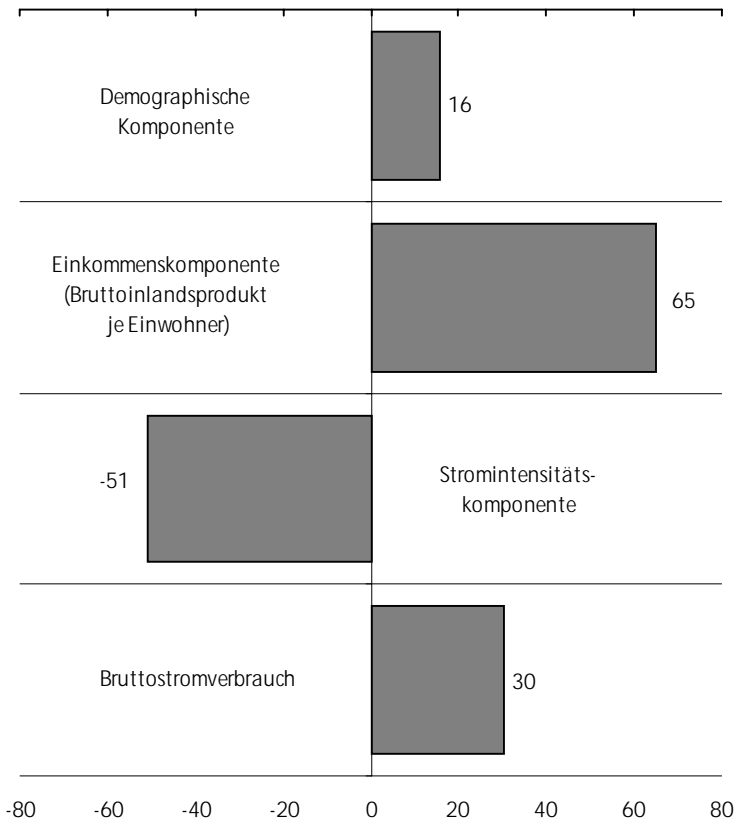 Demographische
Komponente
16
Einkommenskomponente
(Bruttoinlandsprodukt
je Einwohner)
65
-51
Stromintensitäts-
komponente
Bruttostromverbrauch
30
-80 -60 -40 -20 0 20 40 60 80